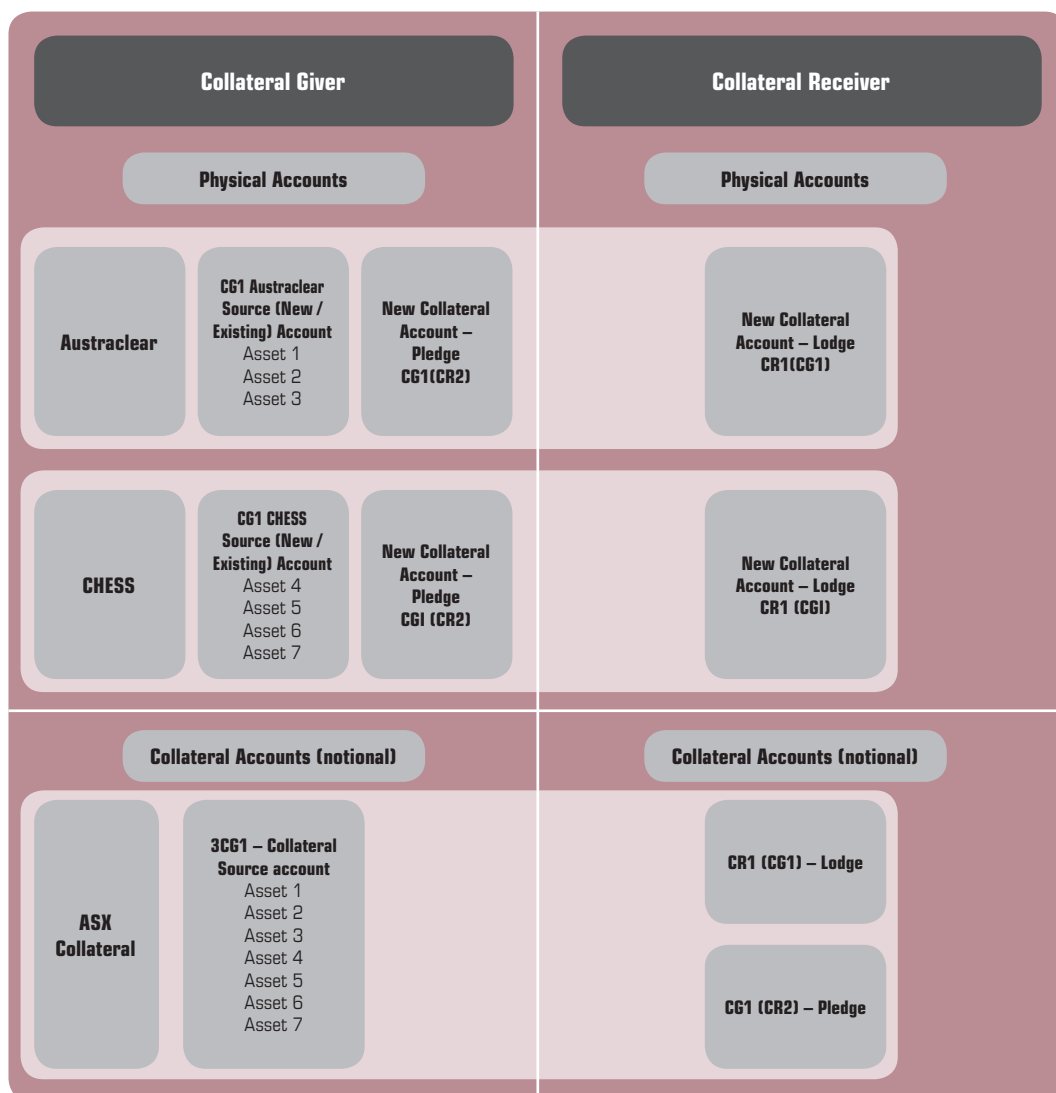 Collateral Giver
Collateral Receiver
Physical Accounts
Physical Accounts
Austraclear
CG1 Austraclear
Source (New /
Existing) Account
Asset 1
Asset 2
Asset 3
New Collateral
Account –
Pledge
CG1(CR2)
New Collateral
Account – Lodge
CR1(CG1)
CHESS
CG1 CHESS
Source (New /
Existing) Account
Asset 4
Asset 5
Asset 6
Asset 7
New Collateral
Account –
Pledge
CGI (CR2)
New Collateral
Account – Lodge
CR1 (CGI)
Collateral Accounts (notional)
Collateral Accounts (notional)
ASX
Collateral
3CG1 – Collateral
Source account
Asset 1
Asset 2
Asset 3
Asset 4
Asset 5
Asset 6
Asset 7
CR1 (CG1) – Lodge
CG1 (CR2) – Pledge